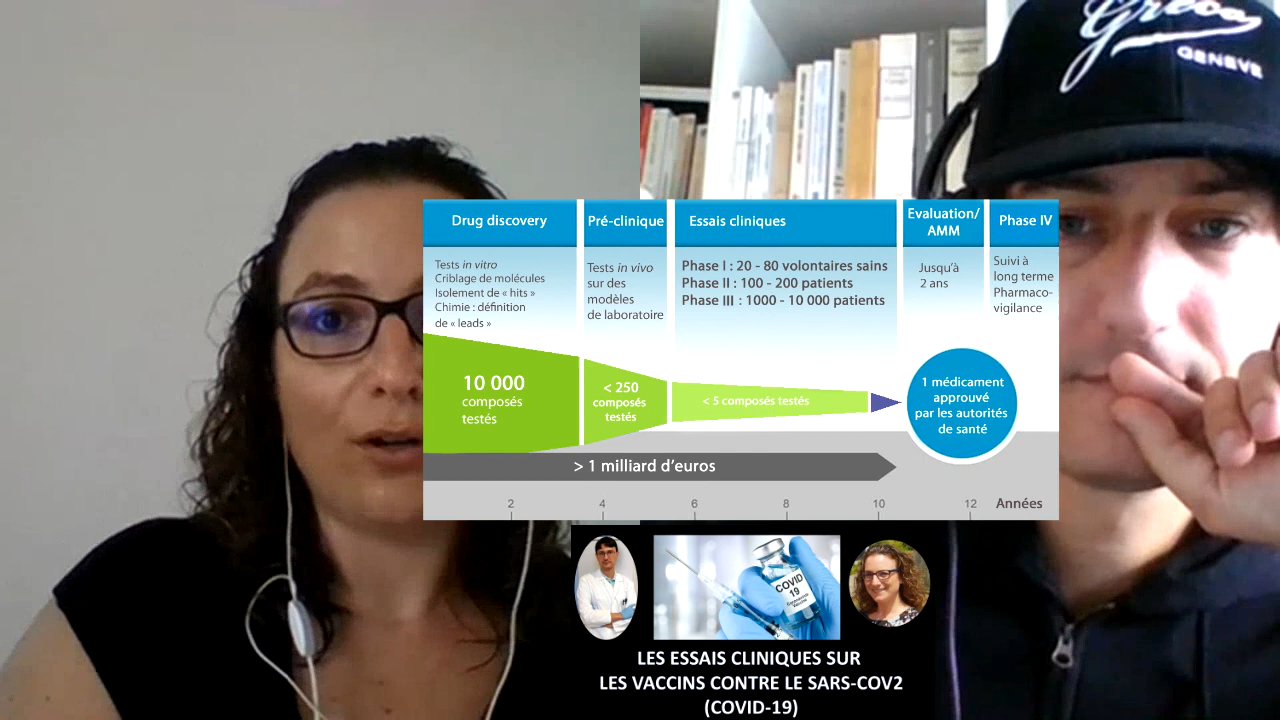 Greca
GENEVE
Drug discovery
Pré-clinique
Essais cliniques
Evaluation/
AMM
Phase IV
Tests in vitro
Criblage de molécules
Isolement de « hits »
Chimie : définition
de « leads »
Tests in vivo
sur des
modèles
de laboratoire
Phase I : 20 - 80 volontaires sains
Phase II : 100 - 200 patients
Phase III : 1000 - 10 000 patients
Jusqu'à
2 ans
Suivi à
long terme
Pharmaco-
vigilance
10 000
composés
testés
< 250
composés
testés
< 5 composés testés
1 médicament
approuvé
par les autorités
de santé
> 1 milliard d'euros
2
4
6
8
10
12
Années
COVID
19
Coronavirus
Vaccine
LES ESSAIS CLINIQUES SUR
LES VACCINS CONTRE LE SARS-COV2
(COVID-19)